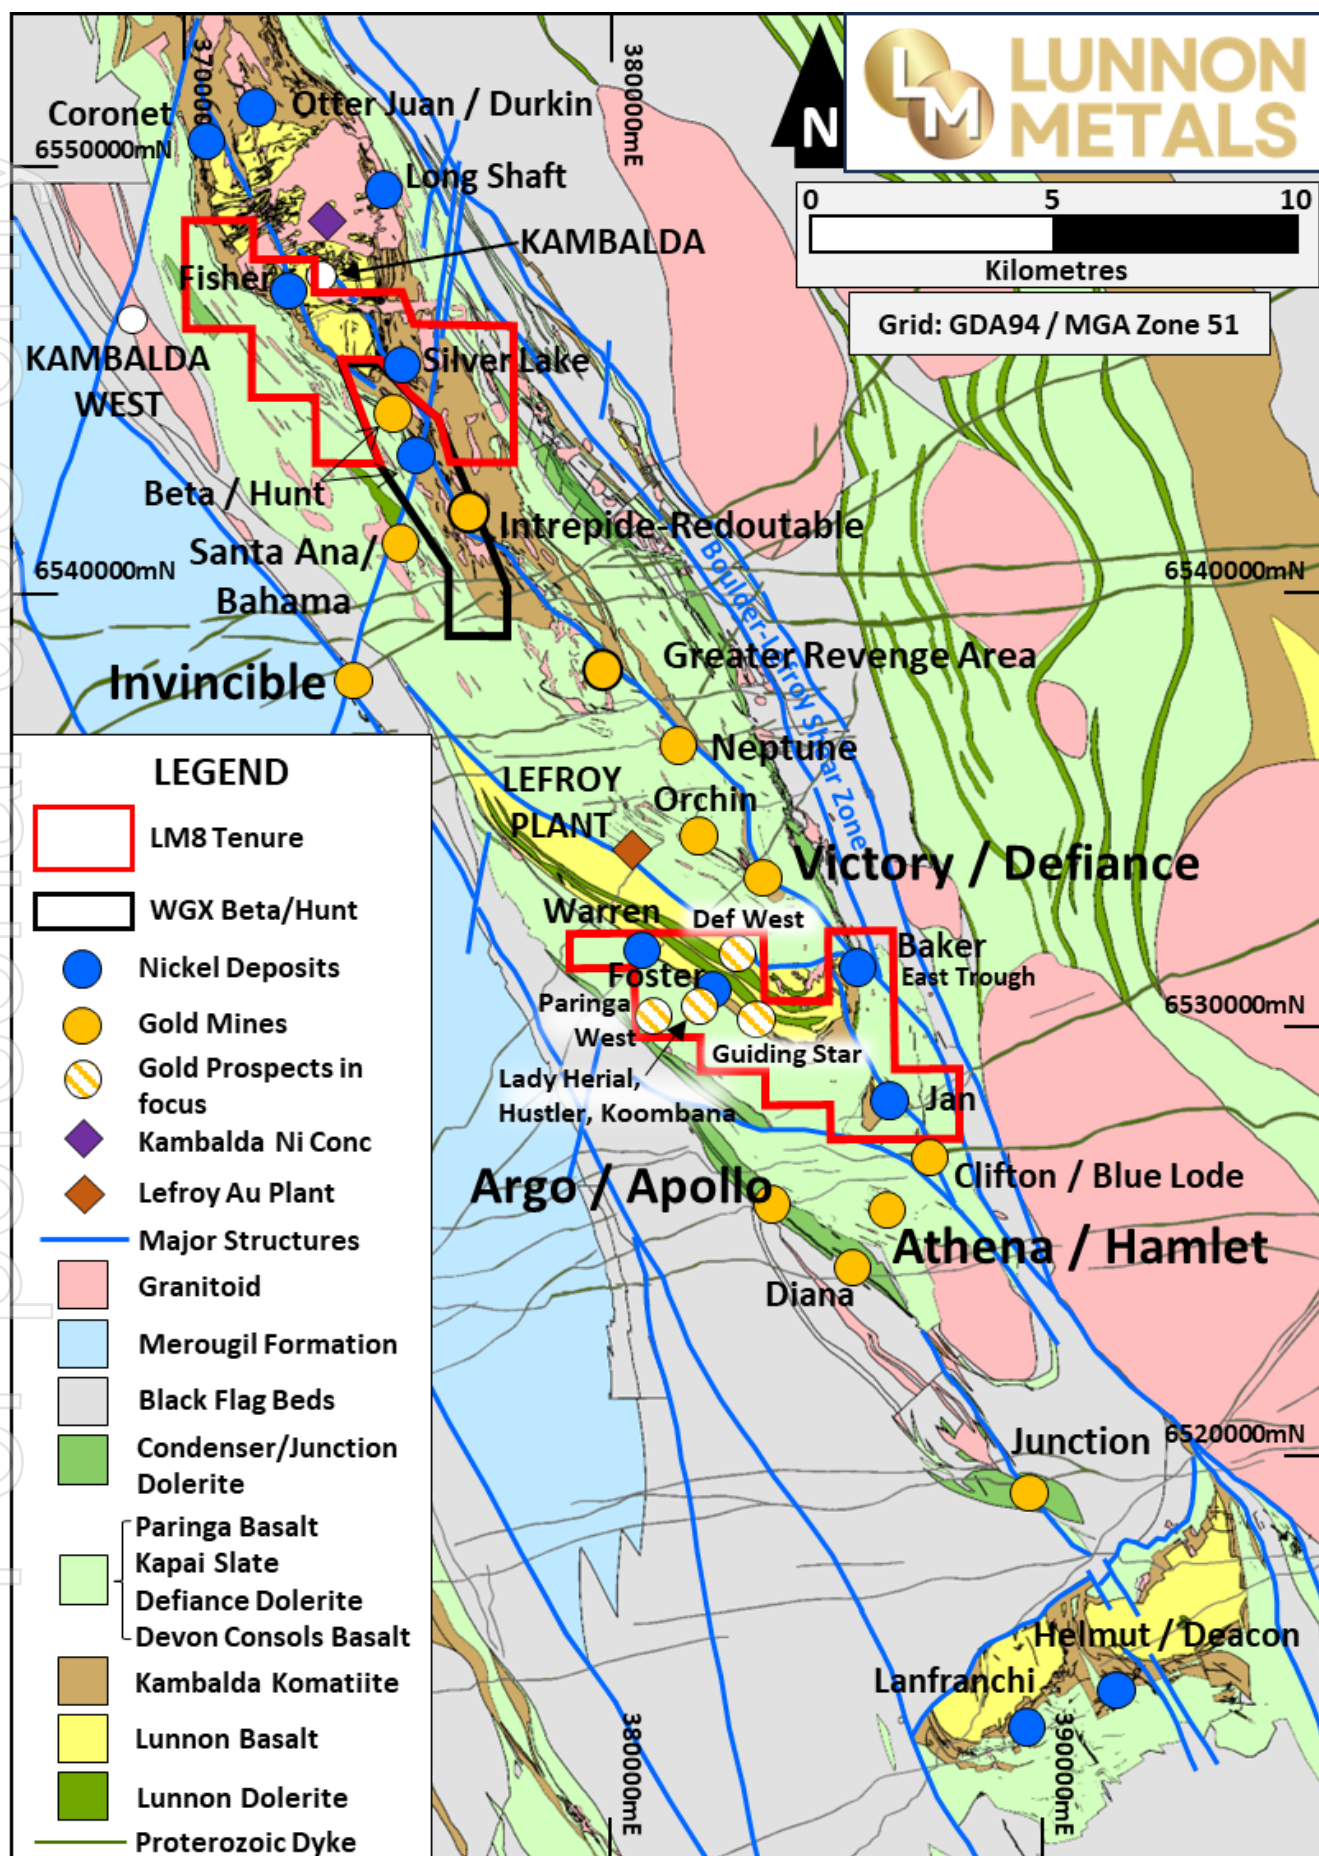 LUNNON
METALS
LM
N
370000
380000mE
Coronet
Otter Juan / Durkin
6550000mN
Long Shaft
0 5 10
Kilometres
KAMBALDA
Fisher
Grid: GDA94 / MGA Zone 51
KAMBALDA
WEST
Silver Lake
Beta / Hunt
Intrepide-Redoutable
Santa Ana/
Bahama
6540000mN
6540000mN
Boulder-Lefroy Shear Zone
Greater Revenge Area
Invincible
Neptune
LEFROY
PLANT
Orchin
Victory / Defiance
Warren
Def West
Baker
East Trough
Foster
Paringa
West
6530000mN
Guiding Star
Lady Herial,
Hustler, Koombana
Jan
Clifton / Blue Lode
Argo / Apollo
Athena / Hamlet
Diana
Junction
6520000mN
Helmut / Deacon
Lanfranchi
380000mE
390000mE
LEGEND
LM8 Tenure
WGX Beta/Hunt
Nickel Deposits
Gold Mines
Gold Prospects in
focus
Kambalda Ni Conc
Lefroy Au Plant
Major Structures
Granitoid
Merougil Formation
Black Flag Beds
Condenser/Junction
Dolerite
Paringa Basalt
Kapai Slate
Defiance Dolerite
Devon Consols Basalt
Kambalda Komatiite
Lunnon Basalt
Lunnon Dolerite
Proterozoic Dyke